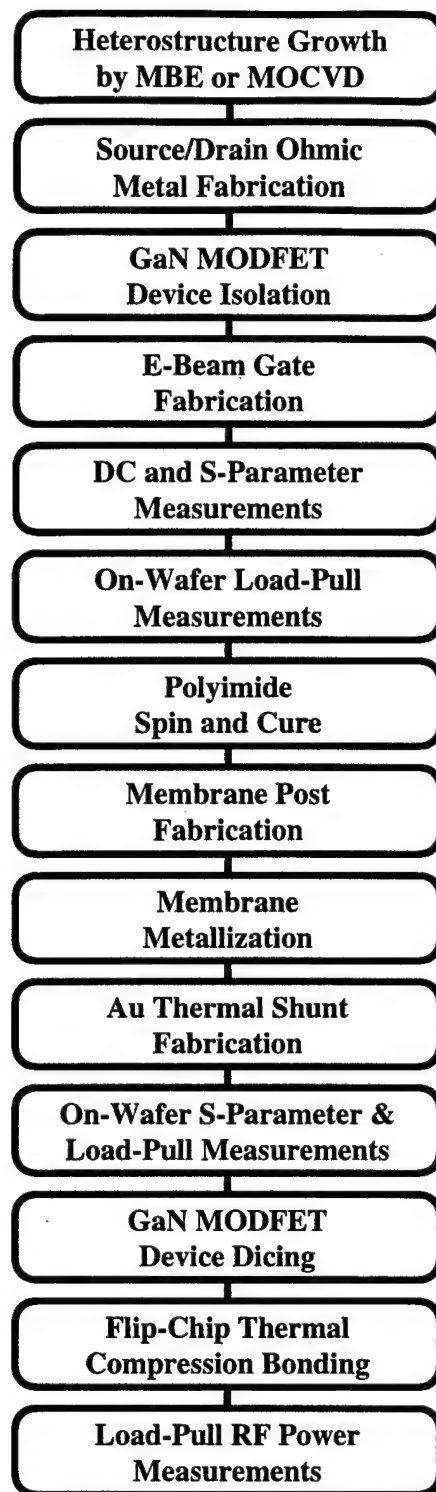 Heterostructure Growth
by MBE or MOCVD
Source/Drain Ohmic
Metal Fabrication
GaN MODFET
Device Isolation
E-Beam Gate
Fabrication
DC and S-Parameter
Measurements
On-Wafer Load-Pull
Measurements
Polyimide
Spin and Cure
Membrane Post
Fabrication
Membrane
Metallization
Au Thermal Shunt
Fabrication
On-Wafer S-Parameter &
Load-Pull Measurements
GaN MODFET
Device Dicing
Flip-Chip Thermal
Compression Bonding
Load-Pull RF Power
Measurements